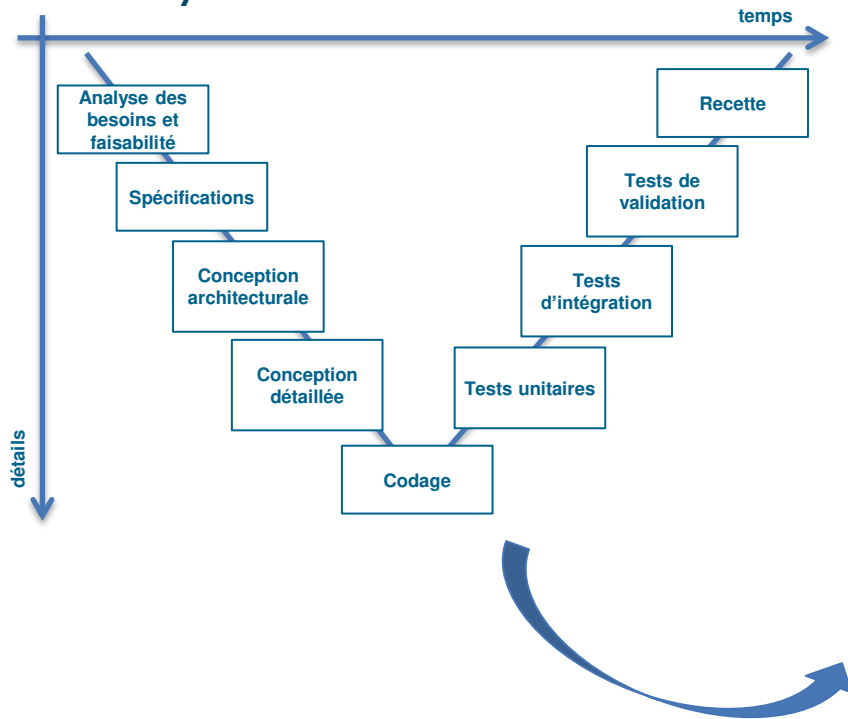 temps
Analyse des
besoins et
faisabilité
Recette
Spécifications
Tests de
validation
Conception
architecturale
Tests
d'intégration
Conception
détaillée
Tests unitaires
Codage
détails